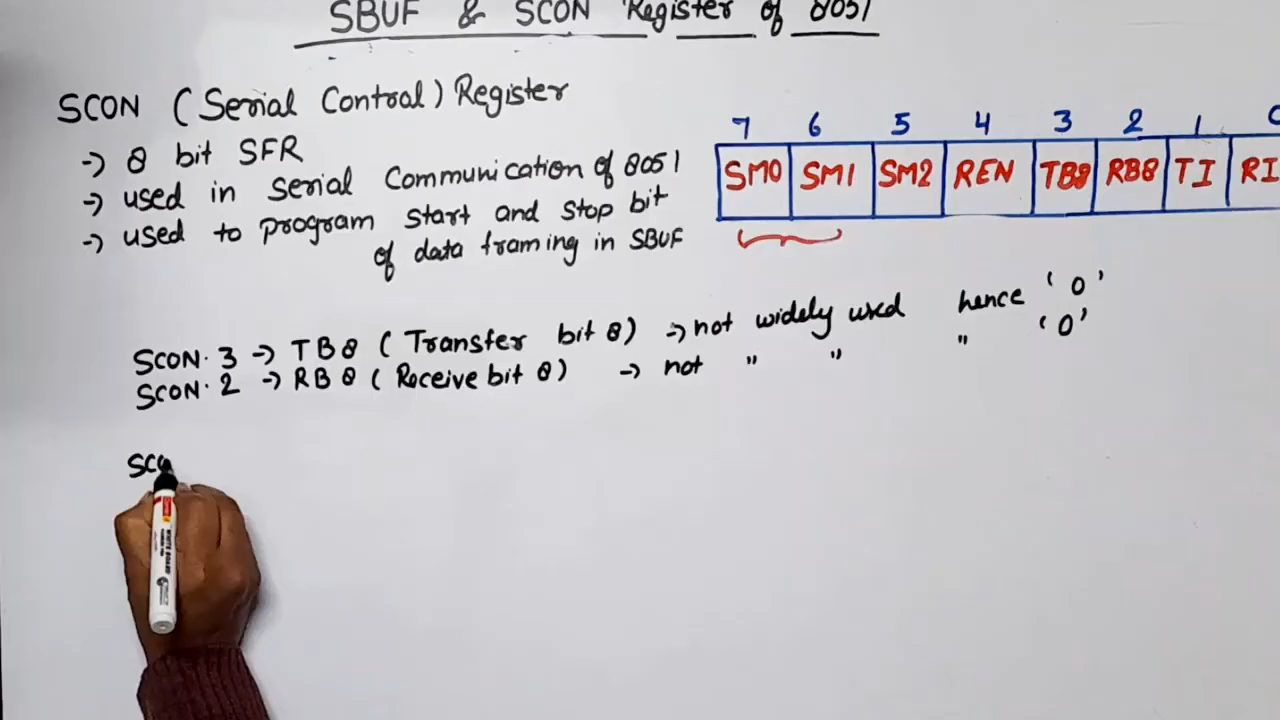 SBUF & SCON Register of 8051
SCON (Serial Control) Register
-> 8 bit SFR
-> used in serial Communication of 8051
-> used to program start and stop bit
of data framing in SBUF
7 6 5 4 3 2 1 0
SM0 SM1 SM2 REN TB8 RB8 TI RI
SCON.3 -> TB8 (Transfer bit 8) -> not widely used hence '0'
SCON.2 -> RB8 (Receive bit 8) -> not " " " '0'
SCO